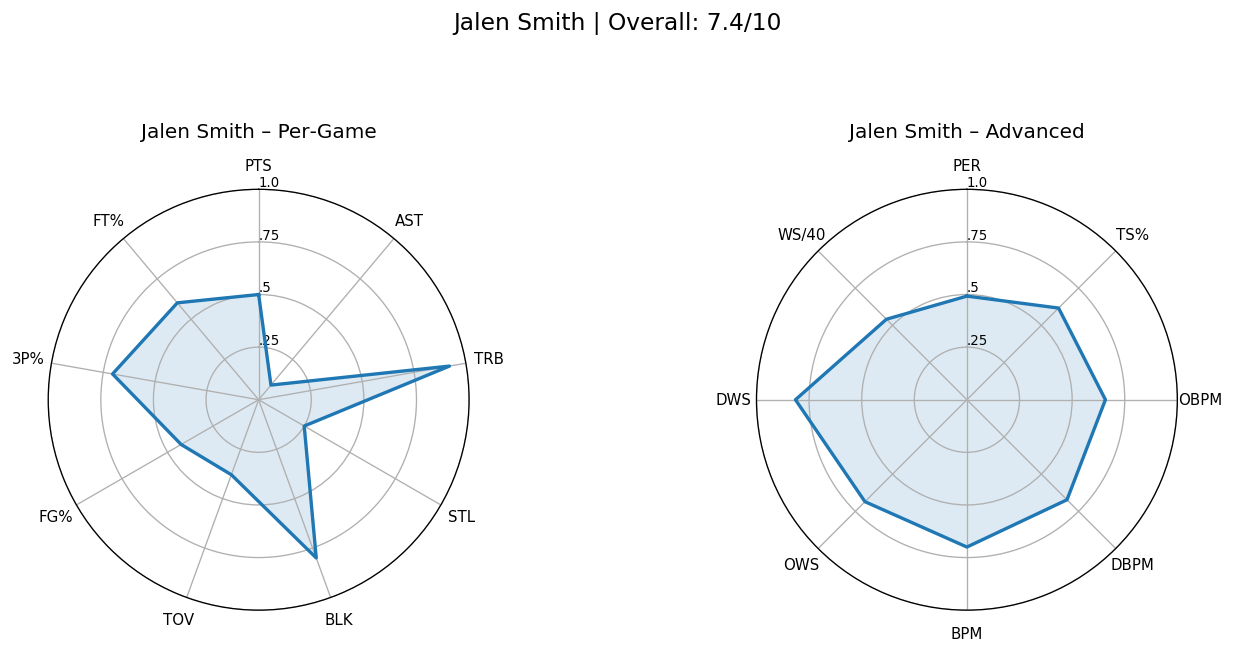 Jalen Smith | Overall: 7.4/10
Jalen Smith – Per-Game
PTS
AST
TRB
STL
BLK
TOV
FG%
3P%
FT%
1.0
.75
.5
.25
Jalen Smith – Advanced
PER
TS%
OBPM
DBPM
BPM
OWS
DWS
WS/40
1.0
.75
.5
.25